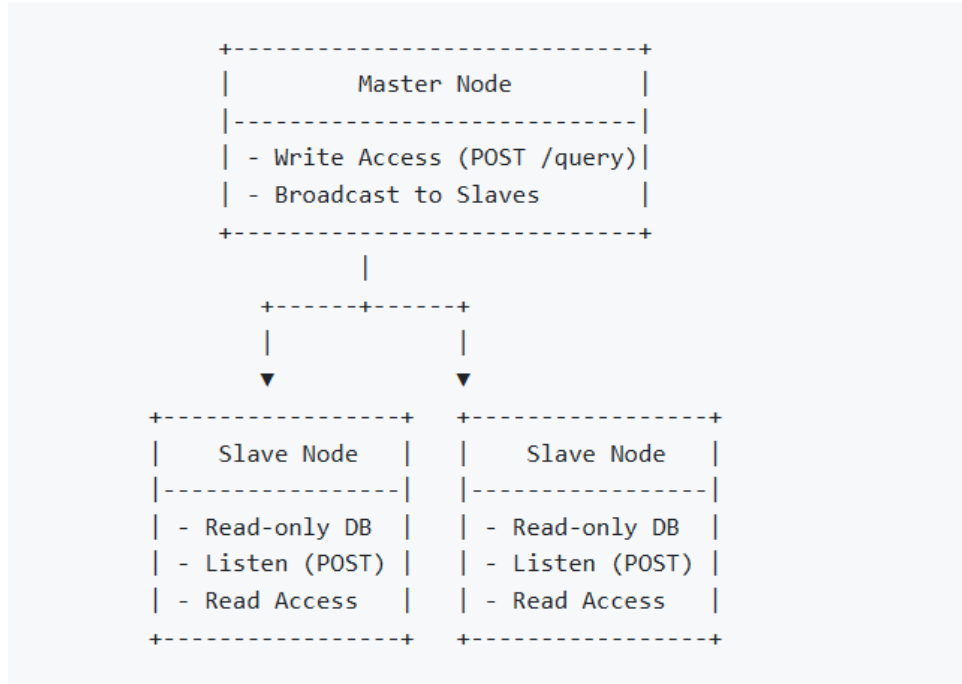 Master Node
- Write Access (POST /query)
- Broadcast to Slaves
Slave Node
- Read-only DB
- Listen (POST)
- Read Access
Slave Node
- Read-only DB
- Listen (POST)
- Read Access